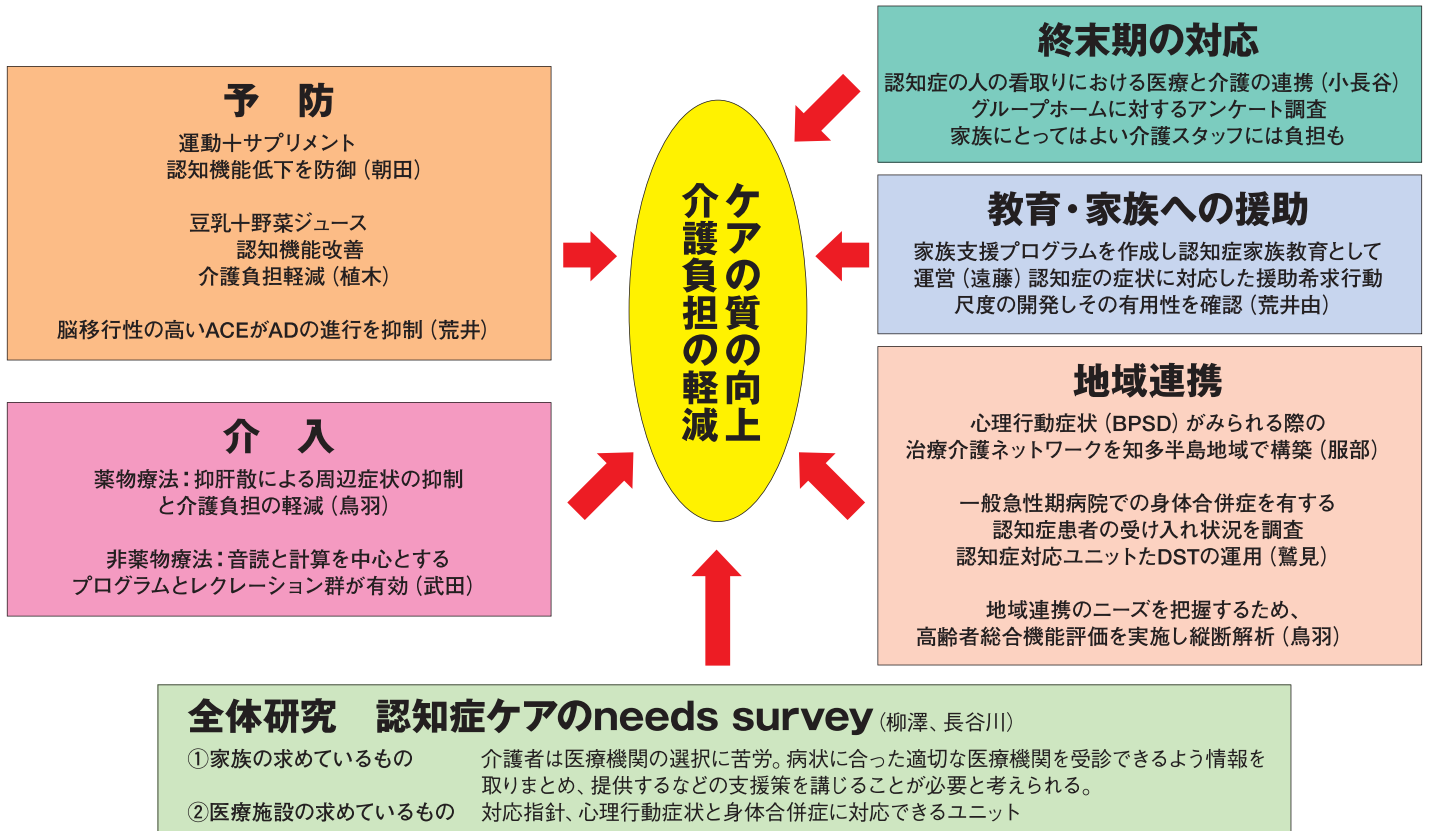 予　防
運動＋サプリメント
認知機能低下を防御（朝田）
豆乳＋野菜ジュース
認知機能改善
介護負担軽減（植木）
脳移行性の高いACEがADの進行を抑制（荒井）
介　入
薬物療法：抑肝散による周辺症状の抑制
と介護負担の軽減（鳥羽）
非薬物療法：音読と計算を中心とする
プログラムとレクレーション群が有効（武田）
ケアの質の向上
介護負担の軽減
終末期の対応
認知症の人の看取りにおける医療と介護の連携（小長谷）
グループホームに対するアンケート調査
家族にとってはよい介護スタッフには負担も
教育・家族への援助
家族支援プログラムを作成し認知症家族教育として
運営（遠藤）認知症の症状に対応した援助希求行動
尺度の開発しその有用性を確認（荒井由）
地域連携
心理行動症状（BPSD）がみられる際の
治療介護ネットワークを知多半島地域で構築（服部）
一般急性期病院での身体合併症を有する
認知症患者の受け入れ状況を調査
認知症対応ユニットたDSTの運用（鷲見）
地域連携のニーズを把握するため、
高齢者総合機能評価を実施し縦断解析（鳥羽）
全体研究　認知症ケアのneeds survey（柳澤、長谷川）
①家族の求めているもの　介護者は医療機関の選択に苦労。病状に合った適切な医療機関を受診できるよう情報を
取りまとめ、提供するなどの支援策を講じることが必要と考えられる。
②医療施設の求めているもの　対応指針、心理行動症状と身体合併症に対応できるユニット